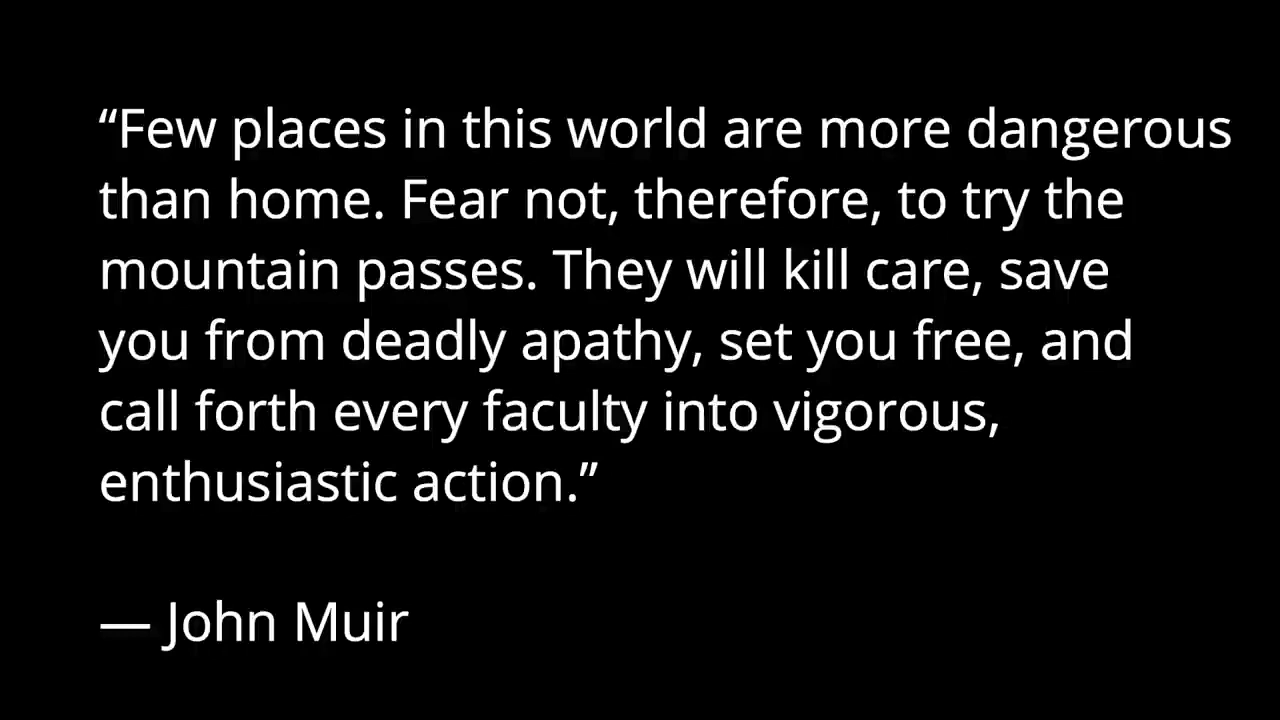 “Few places in this world are more dangerous
than home. Fear not, therefore, to try the
mountain passes. They will kill care, save
you from deadly apathy, set you free, and
call forth every faculty into vigorous,
enthusiastic action.”
— John Muir